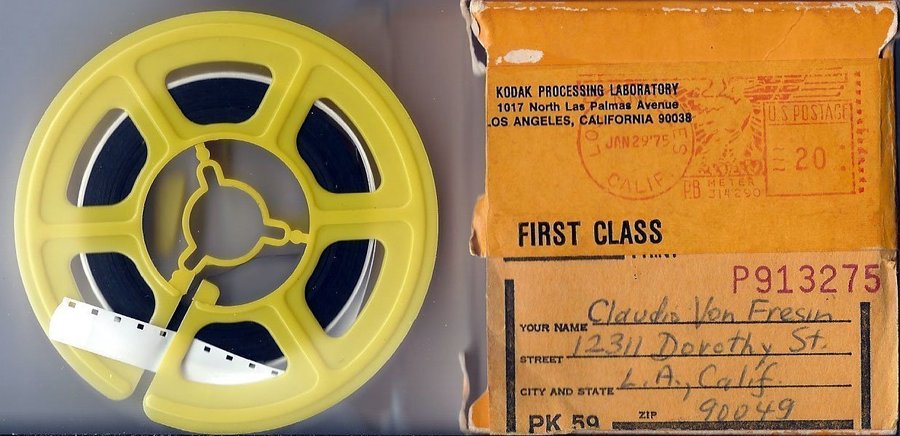 KODAK PROCESSING LABORATORY
1017 North Las Palmas Avenue
LOS ANGELES, CALIFORNIA 90038
JAN 29 '75
CALIF
U.S. POSTAGE
20
PB METER
314290
FIRST CLASS
P913275
YOUR NAME Claudio Von Fresin
STREET 12311 Dorothy St.
CITY AND STATE L.A., Calif.
PK 59 ZIP 90049